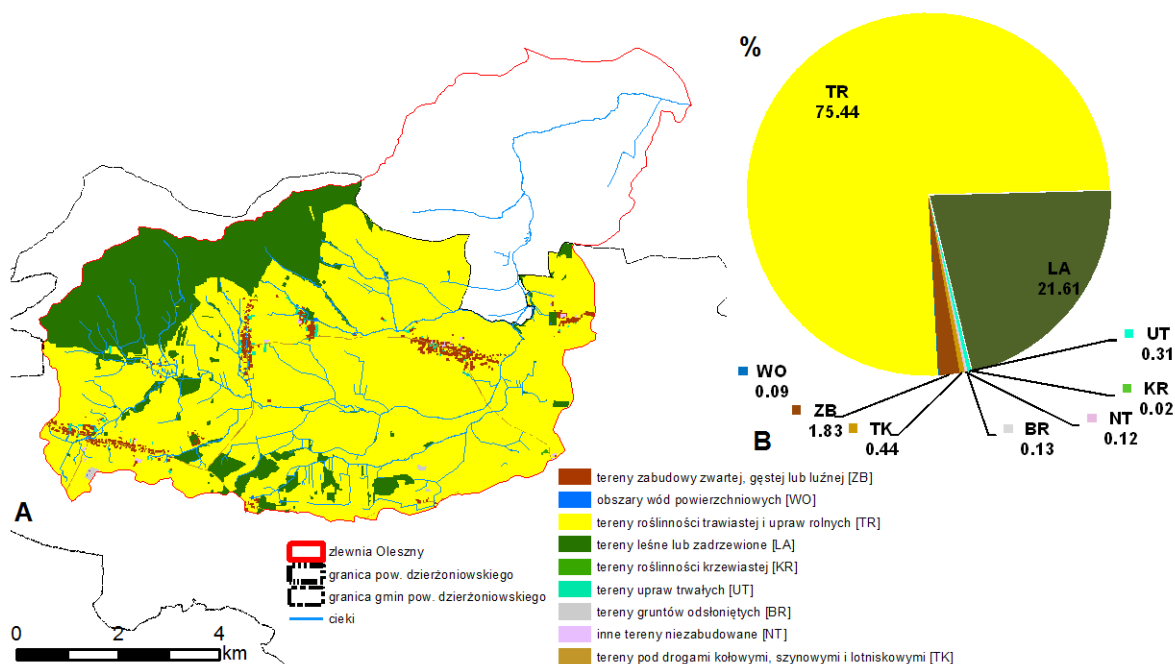 %
TR
75.44
LA
21.61
UT
0.31
KR
0.02
NT
0.12
BR
0.13
TK
0.44
ZB
1.83
WO
0.09
B
A
zlewnia Oleszny
granica pow. dzierżoniowskiego
granica gmin pow. dzierżoniowskiego
cieki
0 2 4
km
tereny zabudowy zwartej, gęstej lub luźnej [ZB]
obszary wód powierzchniowych [WO]
tereny roślinności trawiastej i upraw rolnych [TR]
tereny leśne lub zadrzewione [LA]
tereny roślinności krzewiastej [KR]
tereny upraw trwałych [UT]
tereny gruntów odsłoniętych [BR]
inne tereny niezabudowane [NT]
tereny pod drogami kołowymi, szynowymi i lotniskowymi [TK]